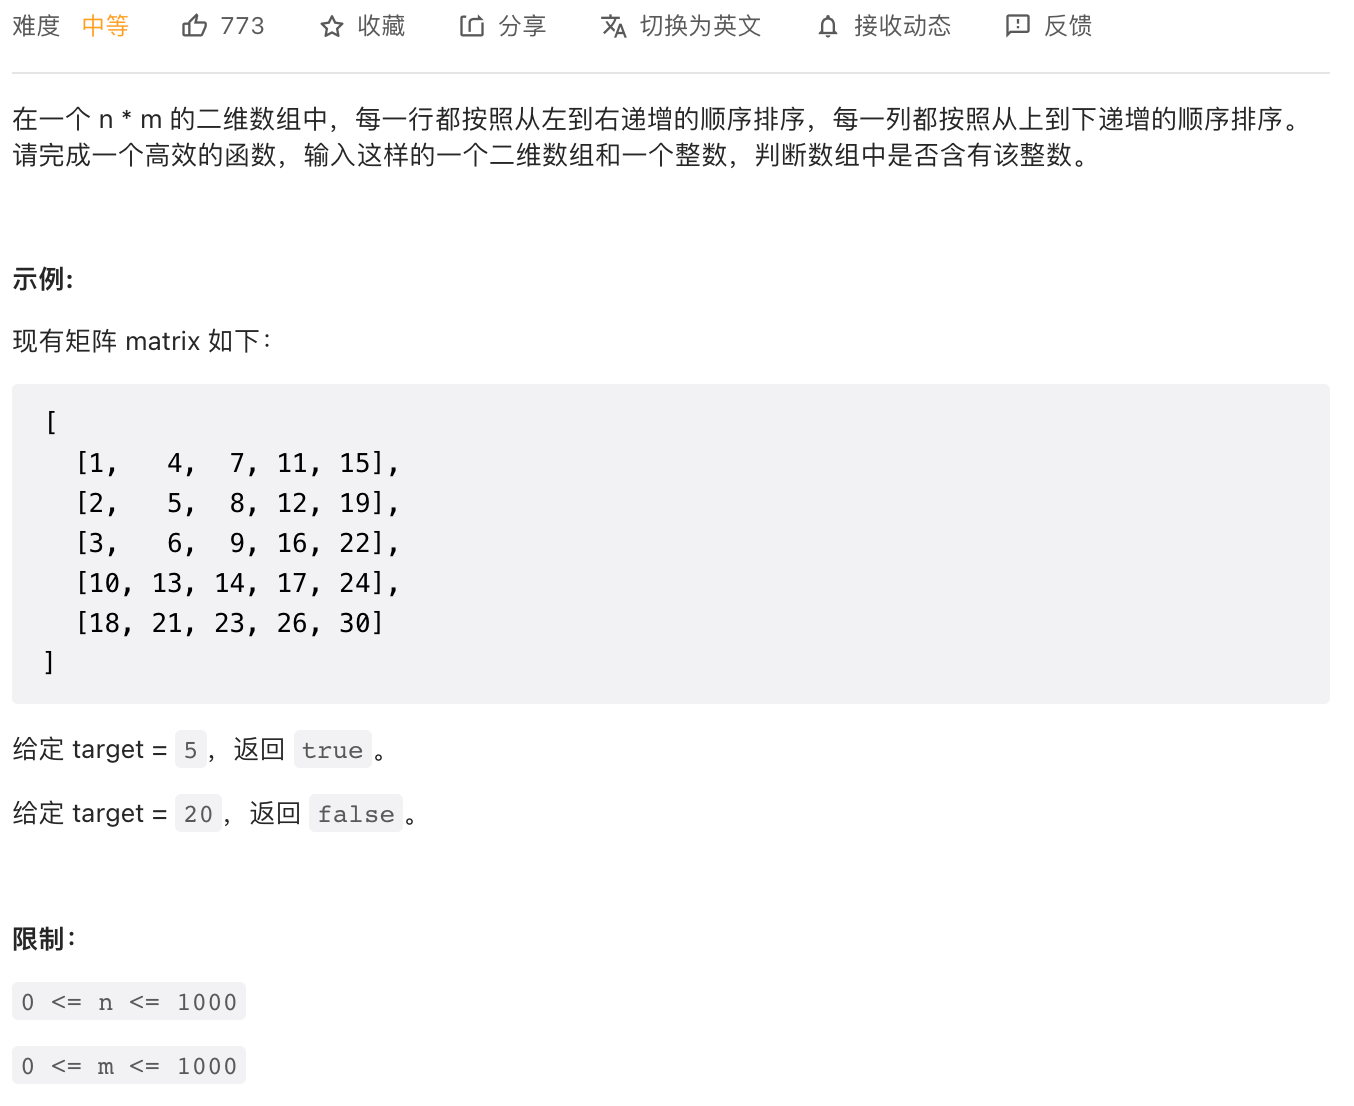 难度 中等 773 收藏 分享 切换为英文 接收动态 反馈
在一个 n * m 的二维数组中，每一行都按照从左到右递增的顺序排序，每一列都按照从上到下递增的顺序排序。
请完成一个高效的函数，输入这样的一个二维数组和一个整数，判断数组中是否含有该整数。
示例:
现有矩阵 matrix 如下：
[
  [1,   4,  7, 11, 15],
  [2,   5,  8, 12, 19],
  [3,   6,  9, 16, 22],
  [10, 13, 14, 17, 24],
  [18, 21, 23, 26, 30]
]
给定 target = 5，返回 true。
给定 target = 20，返回 false。
限制：
0 <= n <= 1000
0 <= m <= 1000